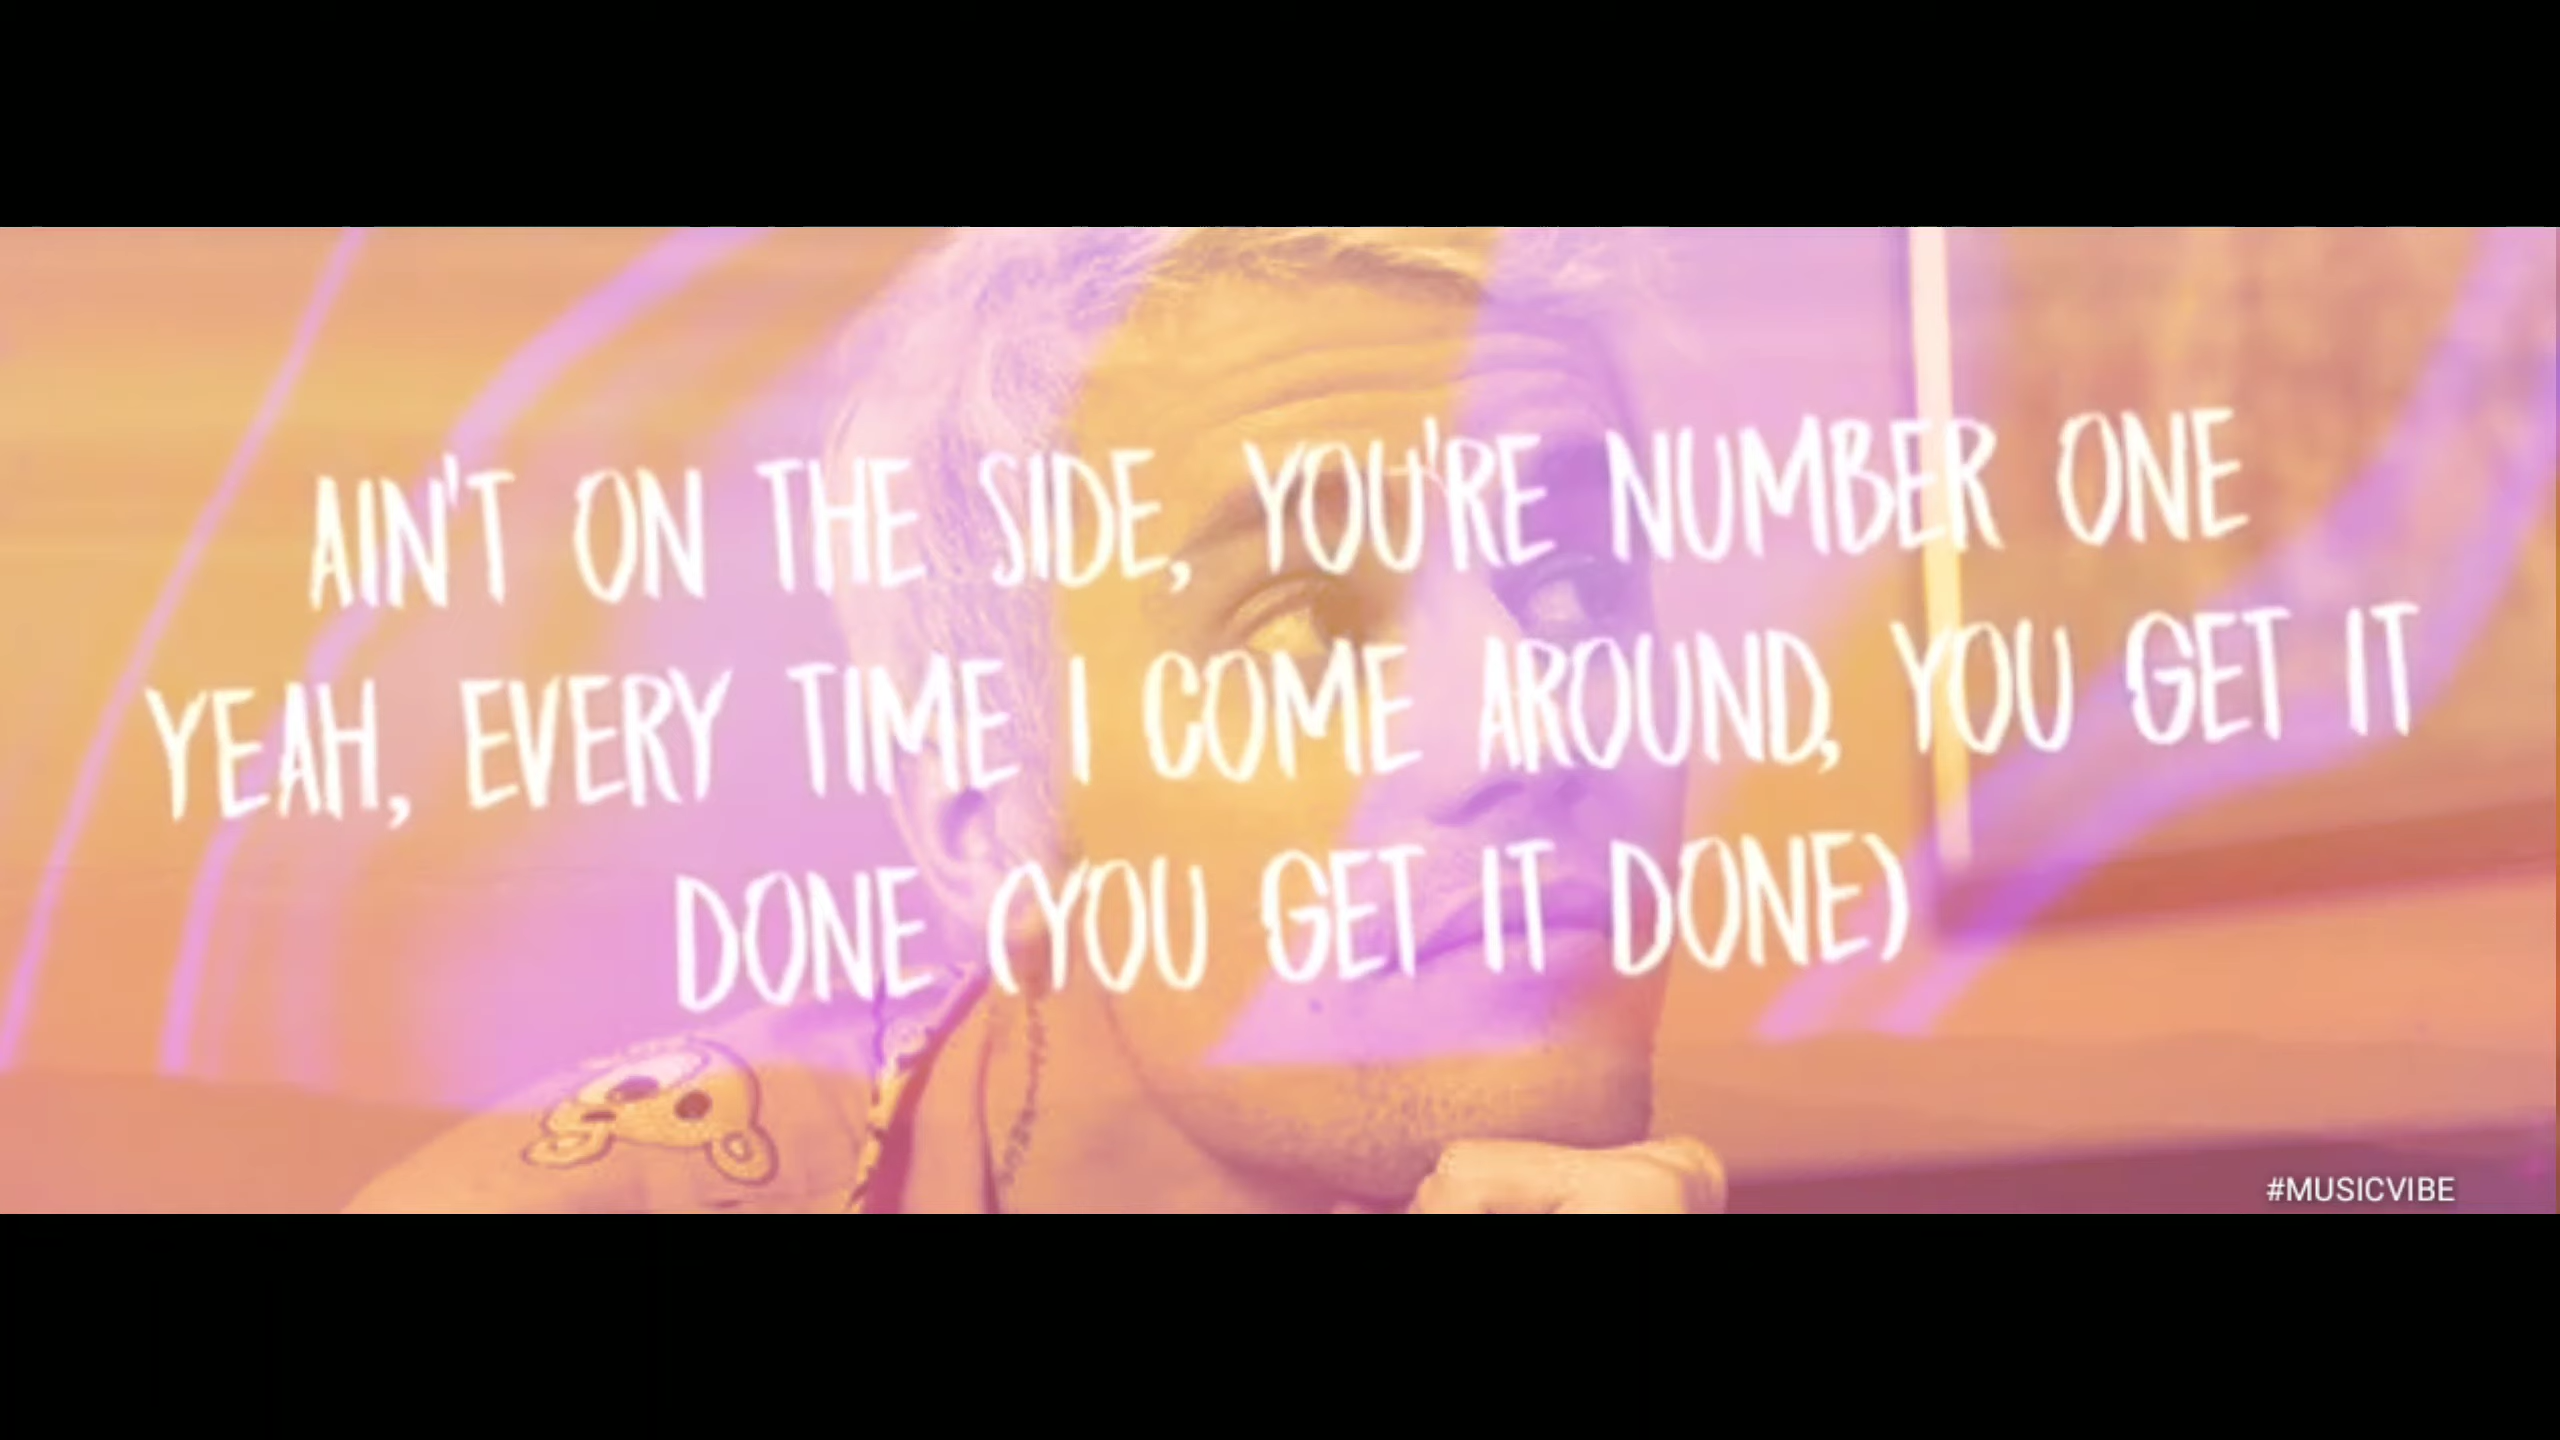 AIN'T ON THE SIDE, YOU'RE NUMBER ONE
YEAH, EVERY TIME I COME AROUND, YOU GET IT
DONE (YOU GET IT DONE)
#MUSICVIBE